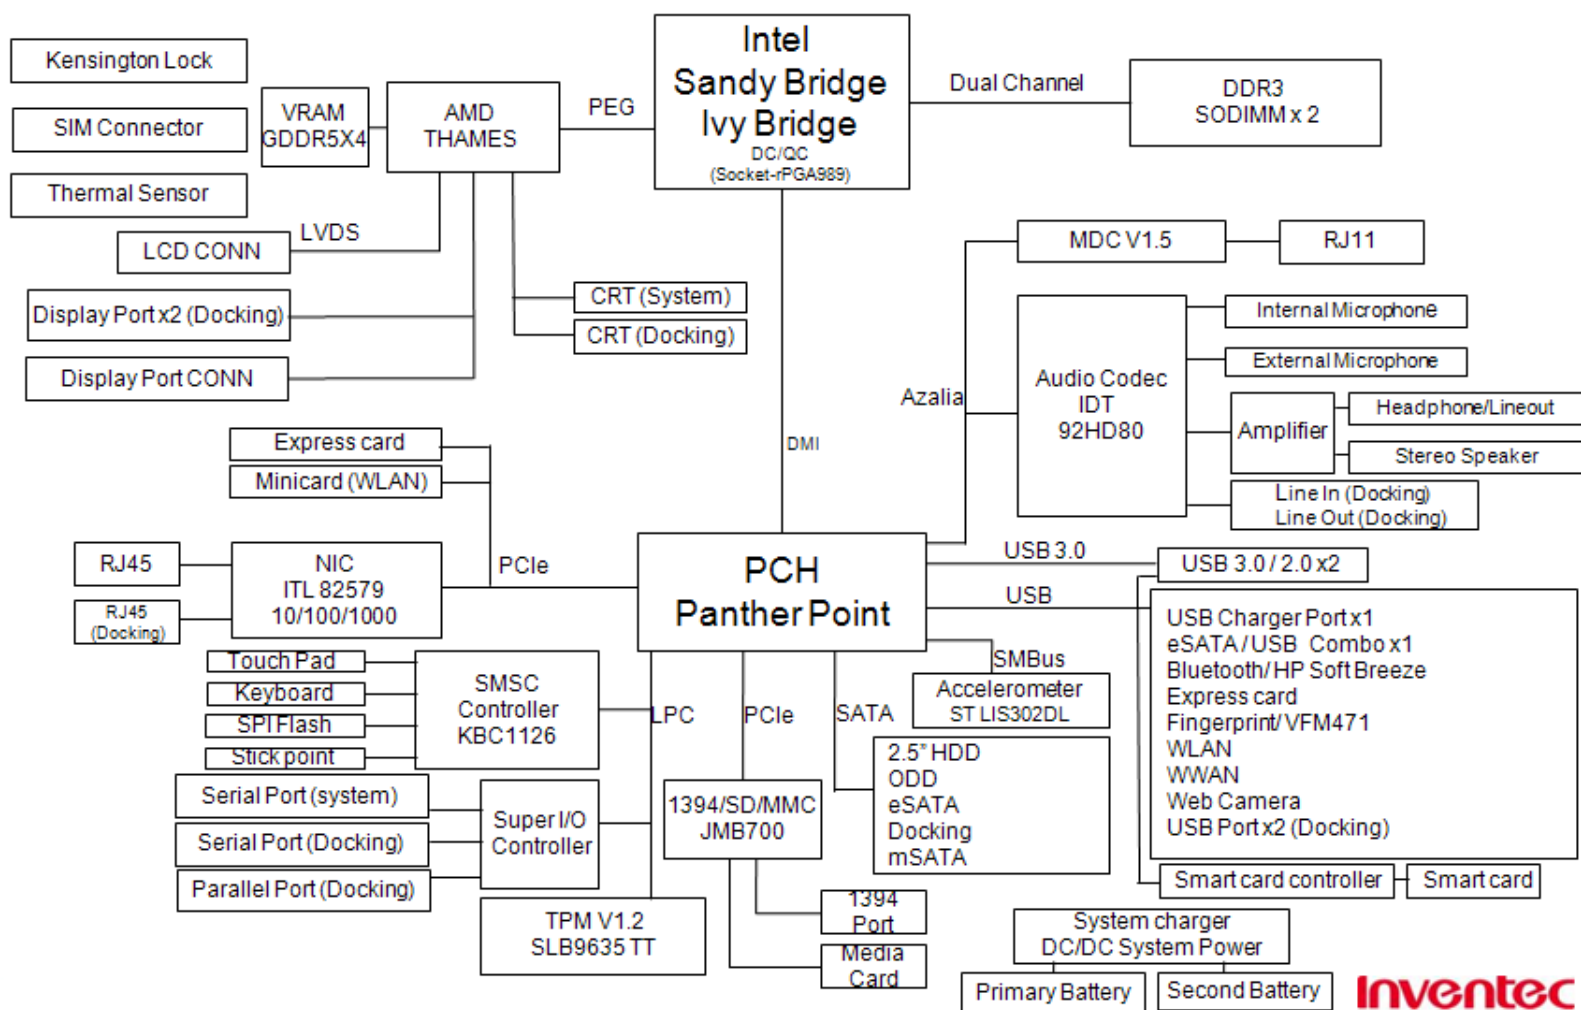 Kensington Lock
SIM Connector
Thermal Sensor
VRAM
GDDR5X4
AMD
THAMES
PEG
Intel
Sandy Bridge
Ivy Bridge
DC/QC
(Socket-rPGA989)
Dual Channel
DDR3
SODIMM x 2
LCD CONN
LVDS
Display Port x2 (Docking)
Display Port CONN
CRT (System)
CRT (Docking)
DMI
MDC V1.5
RJ11
Azalia
Audio Codec
IDT
92HD80
Internal Microphone
External Microphone
Amplifier
Headphone/Lineout
Stereo Speaker
Line In (Docking)
Line Out (Docking)
Express card
Minicard (WLAN)
RJ45
RJ45
(Docking)
NIC
ITL 82579
10/100/1000
PCIe
PCH
Panther Point
USB 3.0
USB 3.0 / 2.0 x2
USB
USB Charger Port x1
eSATA / USB Combo x1
Bluetooth/ HP Soft Breeze
Express card
Fingerprint/ VFM471
WLAN
WWAN
Web Camera
USB Port x2 (Docking)
Smart card controller
Smart card
SMBus
Accelerometer
ST LIS302DL
Touch Pad
Keyboard
SPI Flash
Stick point
SMSC
Controller
KBC1126
LPC
PCIe
SATA
2.5” HDD
ODD
eSATA
Docking
mSATA
Serial Port (system)
Serial Port (Docking)
Parallel Port (Docking)
Super I/O
Controller
1394/SD/MMC
JMB700
TPM V1.2
SLB9635 TT
1394
Port
Media
Card
System charger
DC/DC System Power
Primary Battery
Second Battery
Inventec